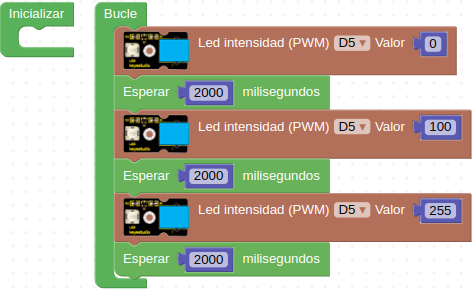 Inicializar
Bucle
Led intensidad (PWM) D5 Valor 0
Esperar 2000 milisegundos
Led intensidad (PWM) D5 Valor 100
Esperar 2000 milisegundos
Led intensidad (PWM) D5 Valor 255
Esperar 2000 milisegundos